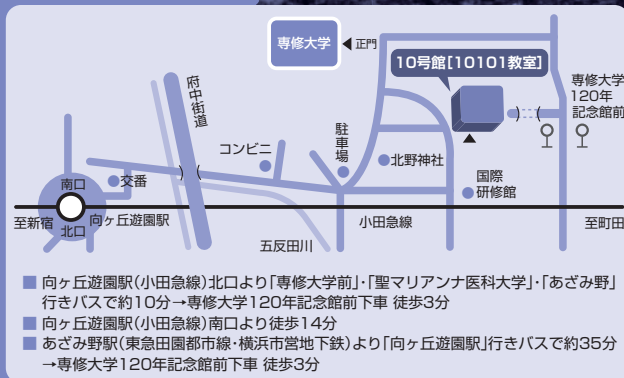 専修大学
正門
10号館[10101教室]
専修大学
120年
記念館前
府中街道
コンビニ
駐車場
北野神社
国際
研修館
交番
南口
北口
至新宿
向ヶ丘遊園駅
五反田川
小田急線
至町田
■ 向ヶ丘遊園駅(小田急線)北口より「専修大学前」・「聖マリアンナ医科大学」・「あざみ野」
行きバスで約10分→専修大学120年記念館前下車 徒歩3分
■ 向ヶ丘遊園駅(小田急線)南口より徒歩14分
■ あざみ野駅(東急田園都市線・横浜市営地下鉄)より「向ヶ丘遊園駅」行きバスで約35分
→専修大学120年記念館前下車 徒歩3分